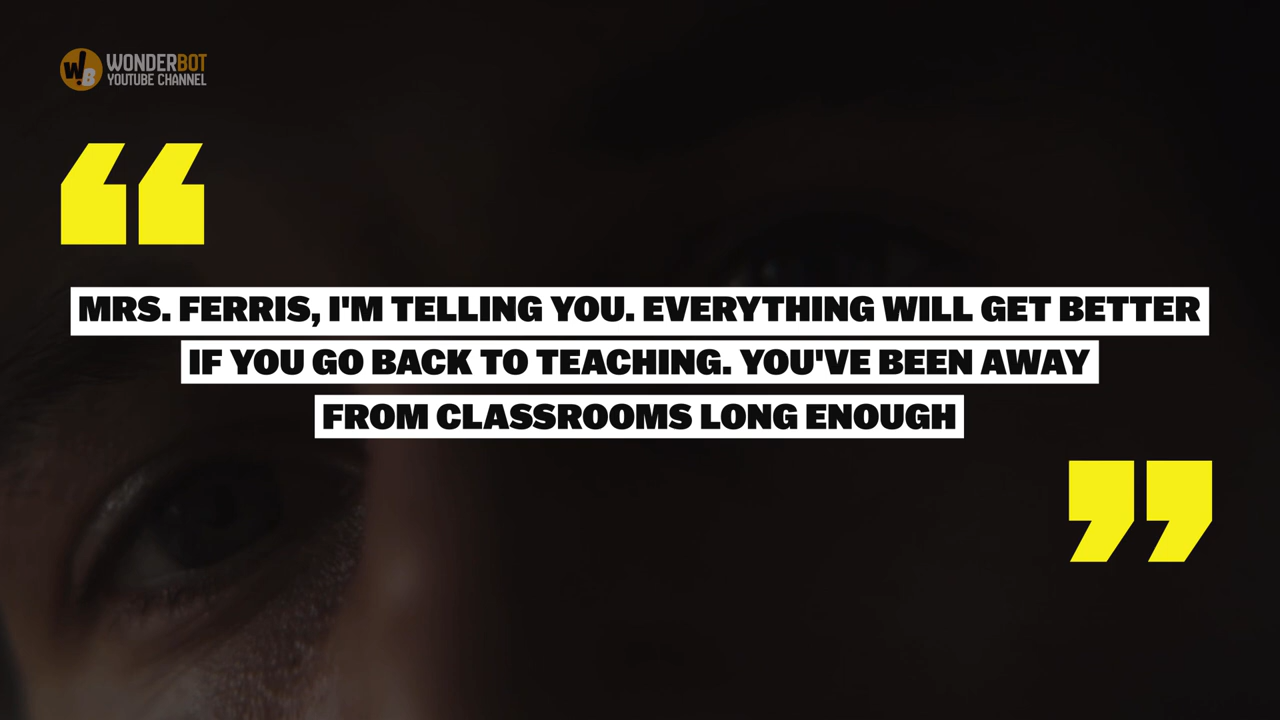 W!B WONDERBOT
YOUTUBE CHANNEL
“
MRS. FERRIS, I'M TELLING YOU. EVERYTHING WILL GET BETTER
IF YOU GO BACK TO TEACHING. YOU'VE BEEN AWAY
FROM CLASSROOMS LONG ENOUGH
”